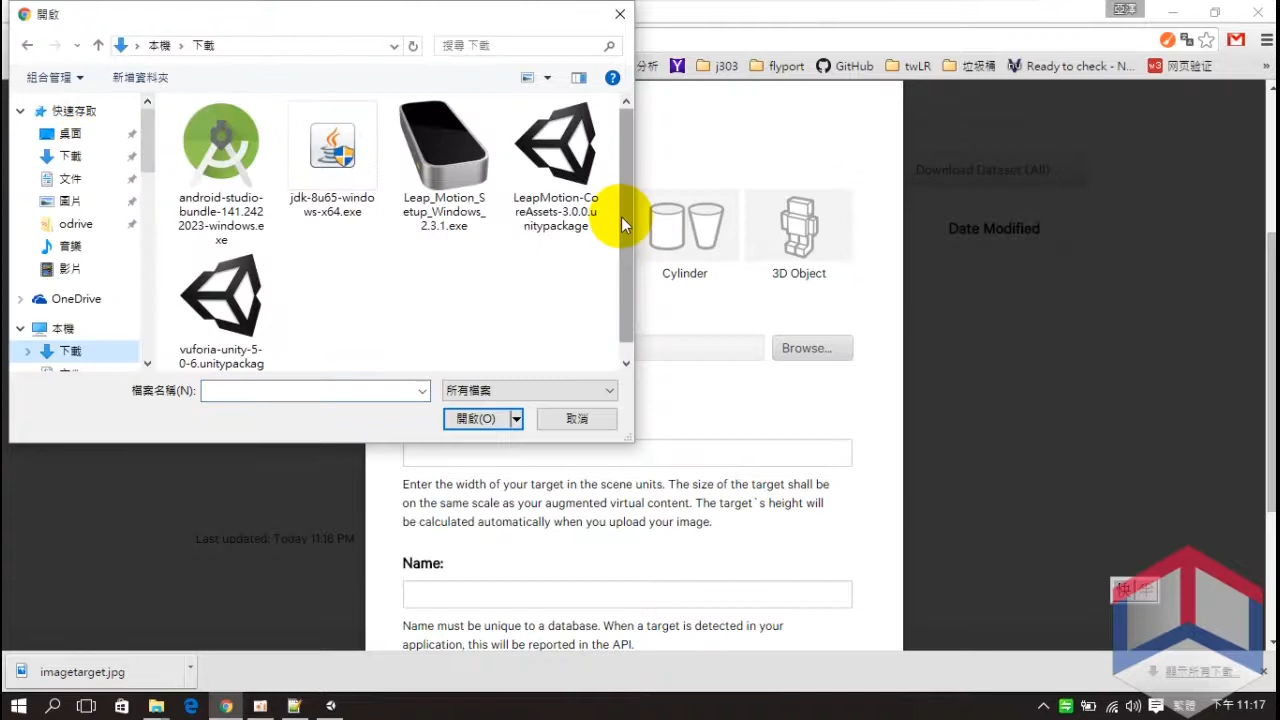 開啟
本機
下載
搜尋 下載
組合管理
新增資料夾
快速存取
桌面
下載
文件
圖片
odrive
音樂
影片
OneDrive
本機
下載
android-studio-
bundle-141.242
2023-windows.e
xe
jdk-8u65-windo
ws-x64.exe
Leap_Motion_S
etup_Windows_
2.3.1.exe
LeapMotion-Co
reAssets-3.0.0.u
nitypackage
vuforia-unity-5-
0-6.unitypackag
檔案名稱(N):
所有檔案
開啟(O)
取消
亞澤
分析
j303
flyport
GitHub
twLR
垃圾桶
Ready to check - N...
w3
网页验证
»
Download Dataset (All)
Date Modified
Cylinder
3D Object
Browse...
Enter the width of your target in the scene units. The size of the target shall be
on the same scale as your augmented virtual content. The target`s height will
be calculated automatically when you upload your image.
Last updated: Today 11:16 PM
Name:
Name must be unique to a database. When a target is detected in your
application, this will be reported in the API.
imagetarget.jpg
顯示所有下載...
下午 11:17